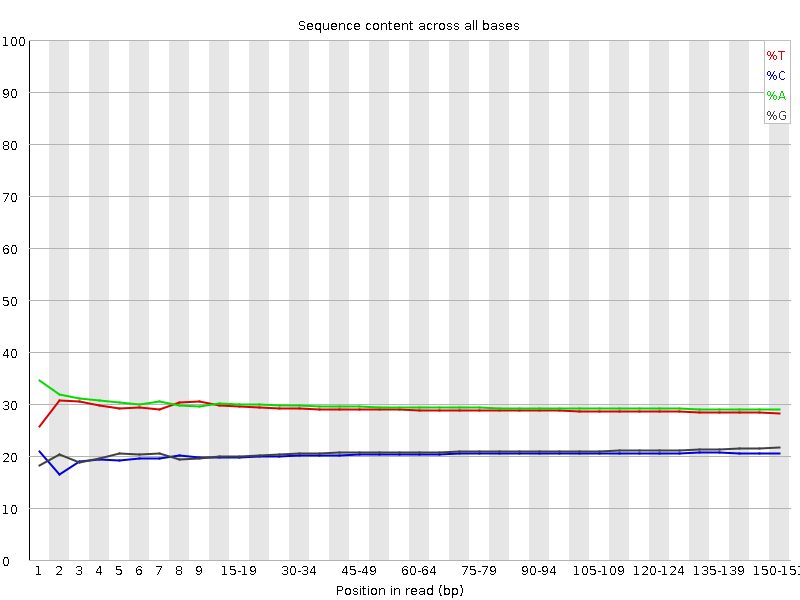 Sequence content across all bases
%T
%C
%A
%G
100
90
80
70
60
50
40
30
20
10
0
1 2 3 4 5 6 7 8 9 15-19 30-34 45-49 60-64 75-79 90-94 105-109 120-124 135-139 150-151
Position in read (bp)